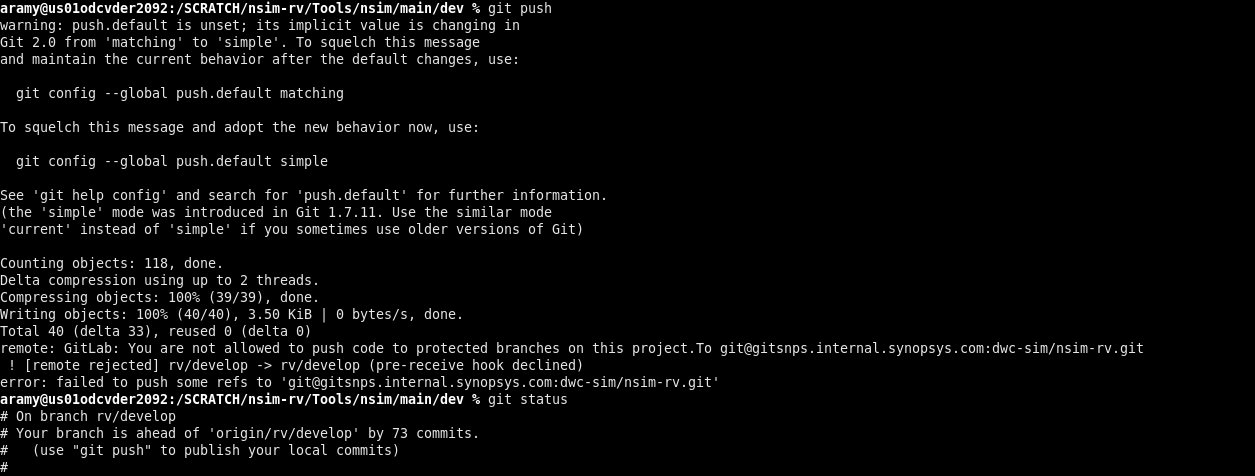 aramy@us01odcvder2092:/SCRATCH/nsim-rv/Tools/nsim/main/dev % git push
warning: push.default is unset; its implicit value is changing in
Git 2.0 from 'matching' to 'simple'. To squelch this message
and maintain the current behavior after the default changes, use:
  git config --global push.default matching
To squelch this message and adopt the new behavior now, use:
  git config --global push.default simple
See 'git help config' and search for 'push.default' for further information.
(the 'simple' mode was introduced in Git 1.7.11. Use the similar mode
'current' instead of 'simple' if you sometimes use older versions of Git)
Counting objects: 118, done.
Delta compression using up to 2 threads.
Compressing objects: 100% (39/39), done.
Writing objects: 100% (40/40), 3.50 KiB | 0 bytes/s, done.
Total 40 (delta 33), reused 0 (delta 0)
remote: GitLab: You are not allowed to push code to protected branches on this project.To git@gitsnps.internal.synopsys.com:dwc-sim/nsim-rv.git
 ! [remote rejected] rv/develop -> rv/develop (pre-receive hook declined)
error: failed to push some refs to 'git@gitsnps.internal.synopsys.com:dwc-sim/nsim-rv.git'
aramy@us01odcvder2092:/SCRATCH/nsim-rv/Tools/nsim/main/dev % git status
# On branch rv/develop
# Your branch is ahead of 'origin/rv/develop' by 73 commits.
#   (use "git push" to publish your local commits)
#